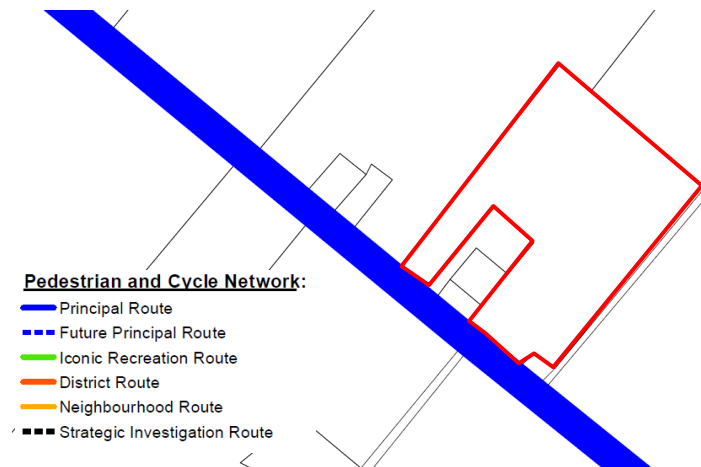 Pedestrian and Cycle Network:
Principal Route
Future Principal Route
Iconic Recreation Route
District Route
Neighbourhood Route
Strategic Investigation Route